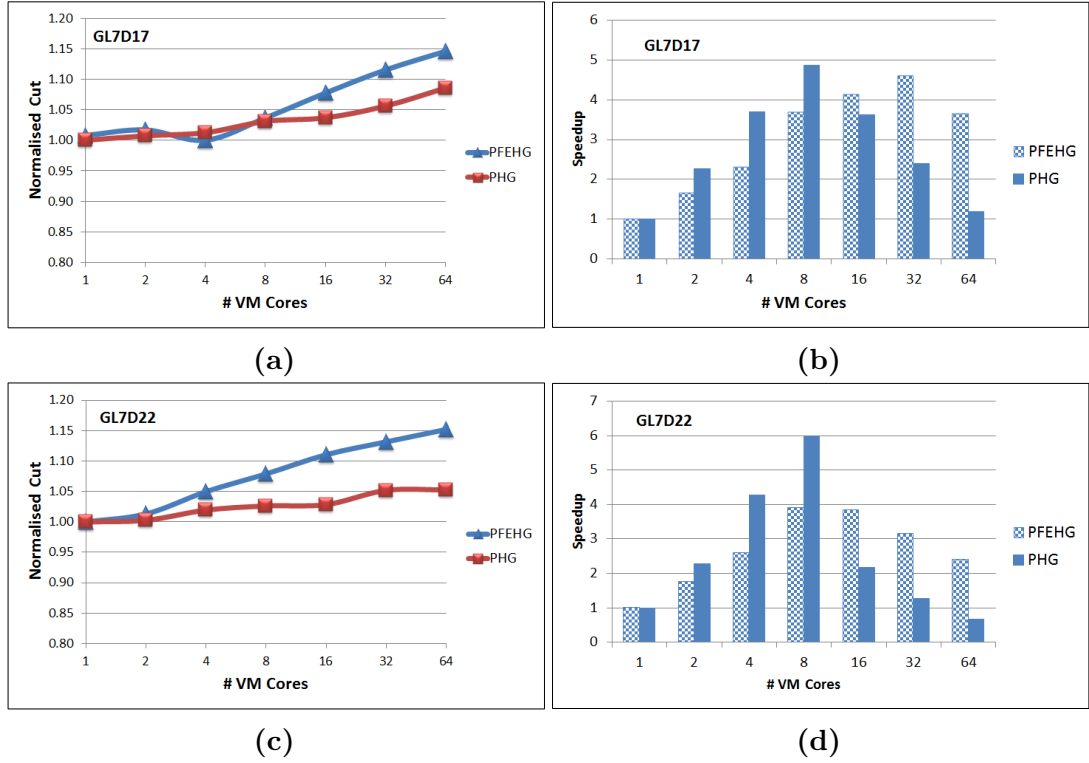 GL7D17
Normalised Cut
1.20
1.15
1.10
1.05
1.00
0.95
0.90
0.85
0.80
1 2 4 8 16 32 64
# VM Cores
PFEHG
PHG
(a)
GL7D17
Speedup
6
5
4
3
2
1
0
1 2 4 8 16 32 64
# VM Cores
PFEHG
PHG
(b)
GL7D22
Normalised Cut
1.20
1.15
1.10
1.05
1.00
0.95
0.90
0.85
0.80
1 2 4 8 16 32 64
# VM Cores
PFEHG
PHG
(c)
GL7D22
Speedup
7
6
5
4
3
2
1
0
1 2 4 8 16 32 64
# VM Cores
PFEHG
PHG
(d)